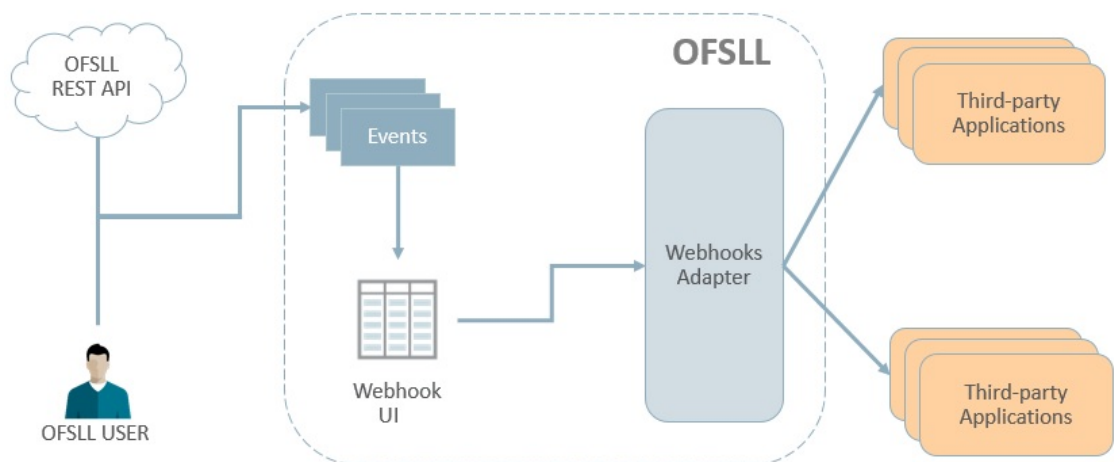 OFSLL
REST API
OFSLL
Events
Third-party
Applications
Webhooks
Adapter
Webhook
UI
Third-party
Applications
OFSLL USER